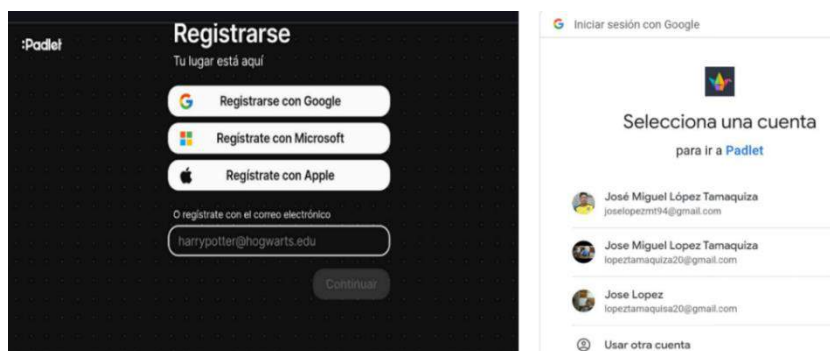 :Padlet
Registrarse
Tu lugar está aquí
Registrarse con Google
Regístrate con Microsoft
Regístrate con Apple
O regístrate con el correo electrónico
harrypotter@hogwarts.edu
Continuar
Iniciar sesión con Google
Selecciona una cuenta
para ir a Padlet
José Miguel López Tamaquiza
joselopezmt94@gmail.com
Jose Miguel Lopez Tamaquiza
lopeztamaquiza20@gmail.com
Jose Lopez
lopeztamaquisa20@gmail.com
Usar otra cuenta